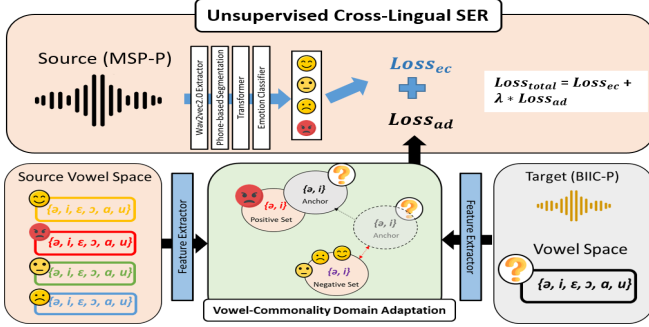 Unsupervised Cross-Lingual SER
Source (MSP-P)
Wav2vec2.0 Extractor
Phone-based Segmentation
Transformer
Emotion Classifier
Loss_ec
Loss_ad
Loss_total = Loss_ec +
λ * Loss_ad
Source Vowel Space
{ə, i, ɛ, ɔ, ɑ, u}
{ə, i, ɛ, ɔ, ɑ, u}
{ə, i, ɛ, ɔ, ɑ, u}
{ə, i, ɛ, ɔ, ɑ, u}
Feature Extractor
{ə, i}
Positive Set
{ə, i}
Anchor
{ə, i}
Anchor
{ə, i}
Negative Set
Vowel-Commonality Domain Adaptation
Feature Extractor
Target (BIIC-P)
Vowel Space
{ə, i, ɛ, ɔ, ɑ, u}